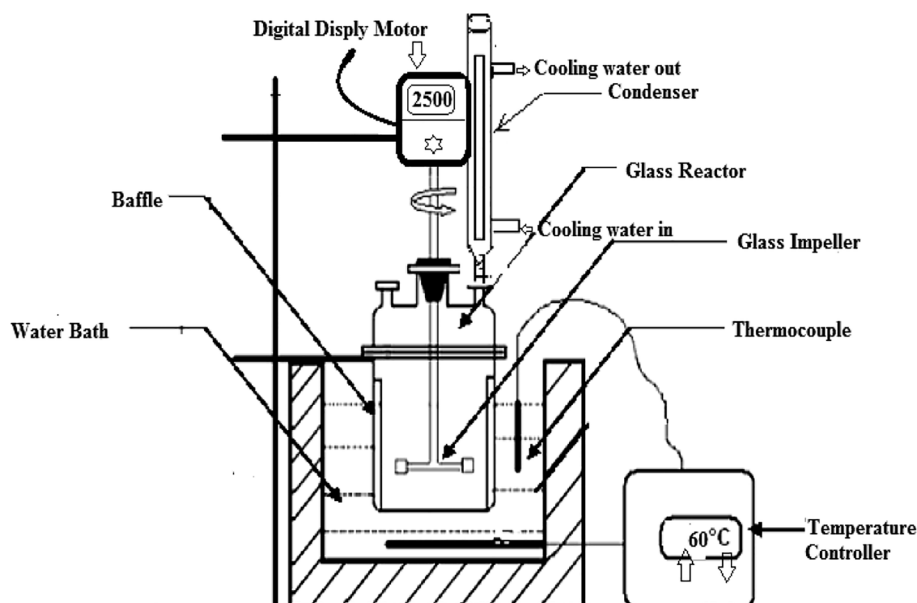 Digital Disply Motor
2500
Cooling water out
Condenser
Glass Reactor
Baffle
Cooling water in
Glass Impeller
Water Bath
Thermocouple
60°C
Temperature
Controller